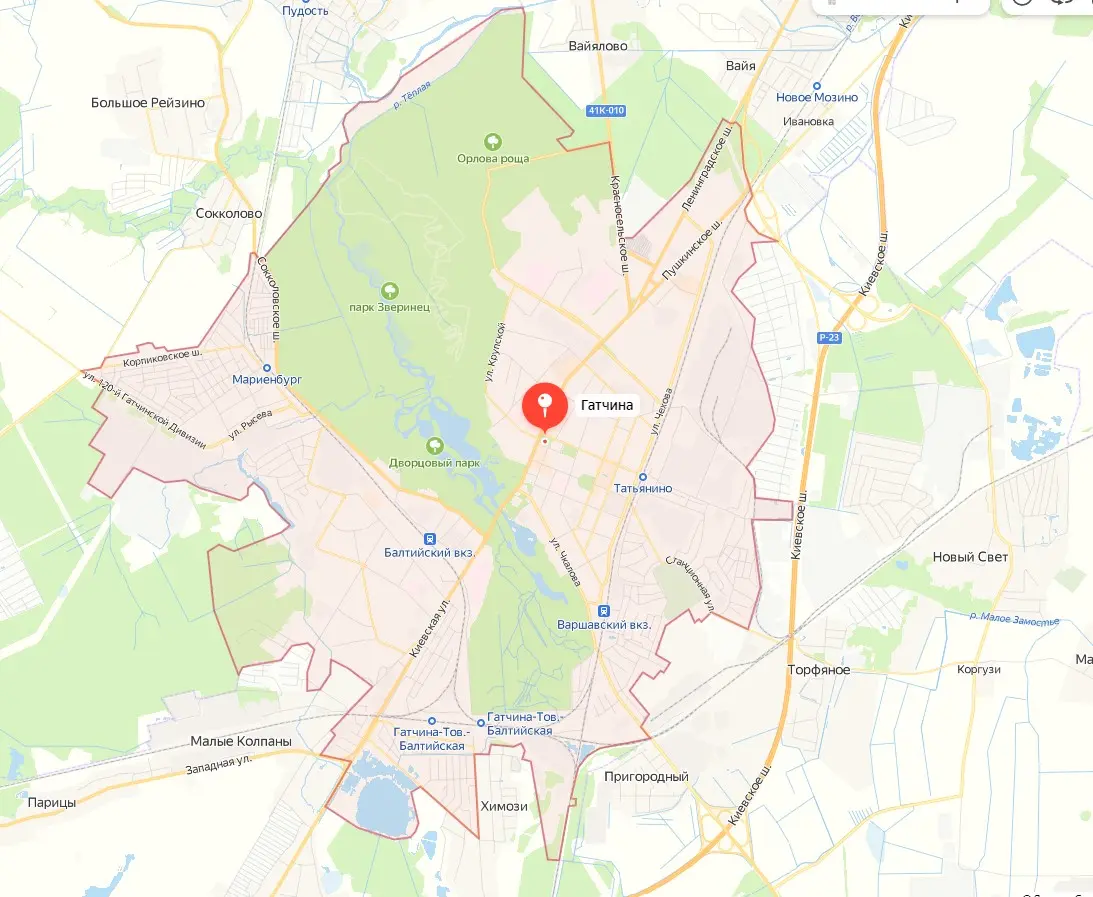 Пудость
Вайялово
Вайя
Новое Мозино
Ивановка
Большое Рейзино
р. Тёплая
41К-010
Орлова роща
Ленинградское ш.
Красносельское ш.
Пушкинское ш.
Сокколово
Сокколовское ш.
Киевское ш.
парк Зверинец
Р-23
ул. Крупской
Корпиковское ш.
Мариенбург
ул. 120-й Гатчинской Дивизии
ул. Рысева
Гатчина
ул. Чехова
Дворцовый парк
Татьянино
Киевское ш.
Балтийский вкз.
ул. Чкалова
Станционная ул.
Новый Свет
Варшавский вкз.
Киевская ул.
р. Малое Замостье
Торфяное
Коргузи
Гатчина-Тов.-
Балтийская
Гатчина-Тов.-
Балтийская
Малые Колпаны
Западная ул.
Парицы
Химози
Пригородный
Киевское ш.